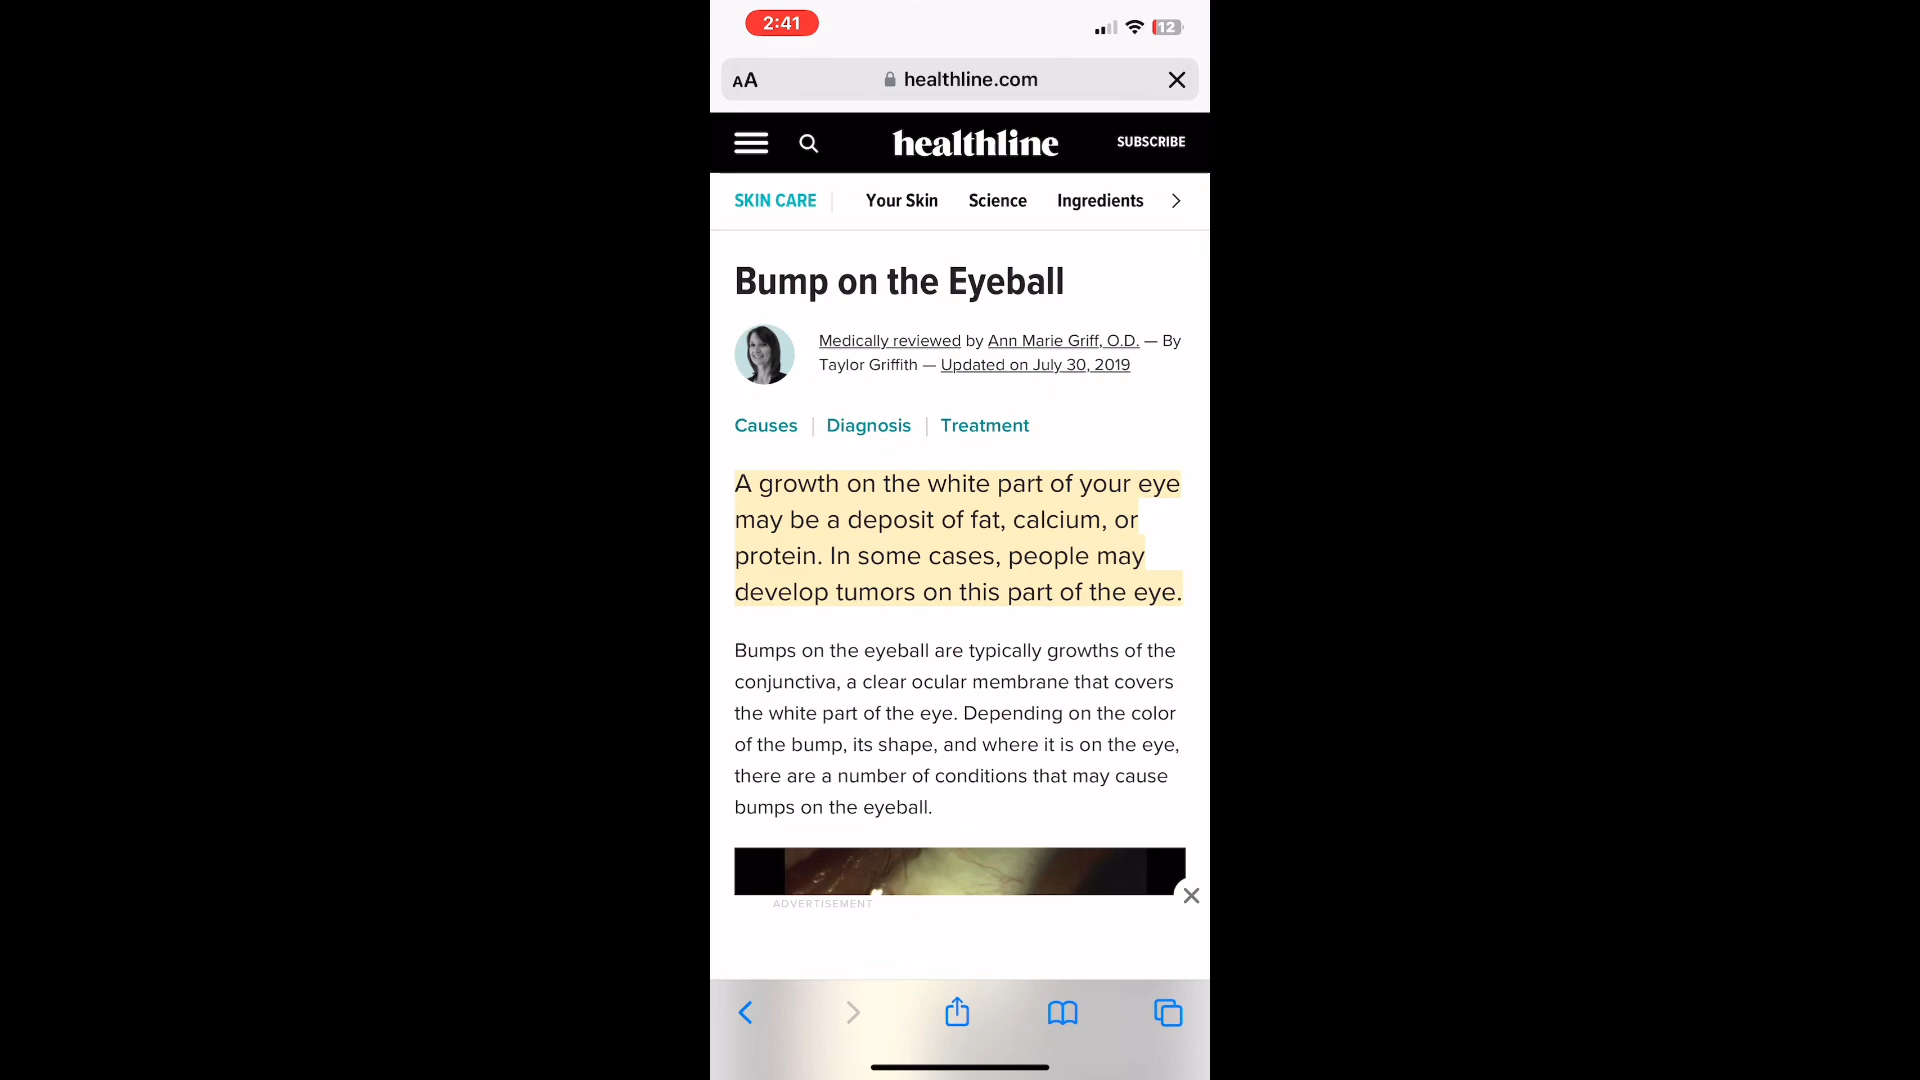 2:41
12
AA
healthline.com
healthline
SUBSCRIBE
SKIN CARE
Your Skin
Science
Ingredients
Bump on the Eyeball
Medically reviewed by Ann Marie Griff, O.D. — By
Taylor Griffith — Updated on July 30, 2019
Causes
Diagnosis
Treatment
A growth on the white part of your eye
may be a deposit of fat, calcium, or
protein. In some cases, people may
develop tumors on this part of the eye.
Bumps on the eyeball are typically growths of the
conjunctiva, a clear ocular membrane that covers
the white part of the eye. Depending on the color
of the bump, its shape, and where it is on the eye,
there are a number of conditions that may cause
bumps on the eyeball.
ADVERTISEMENT